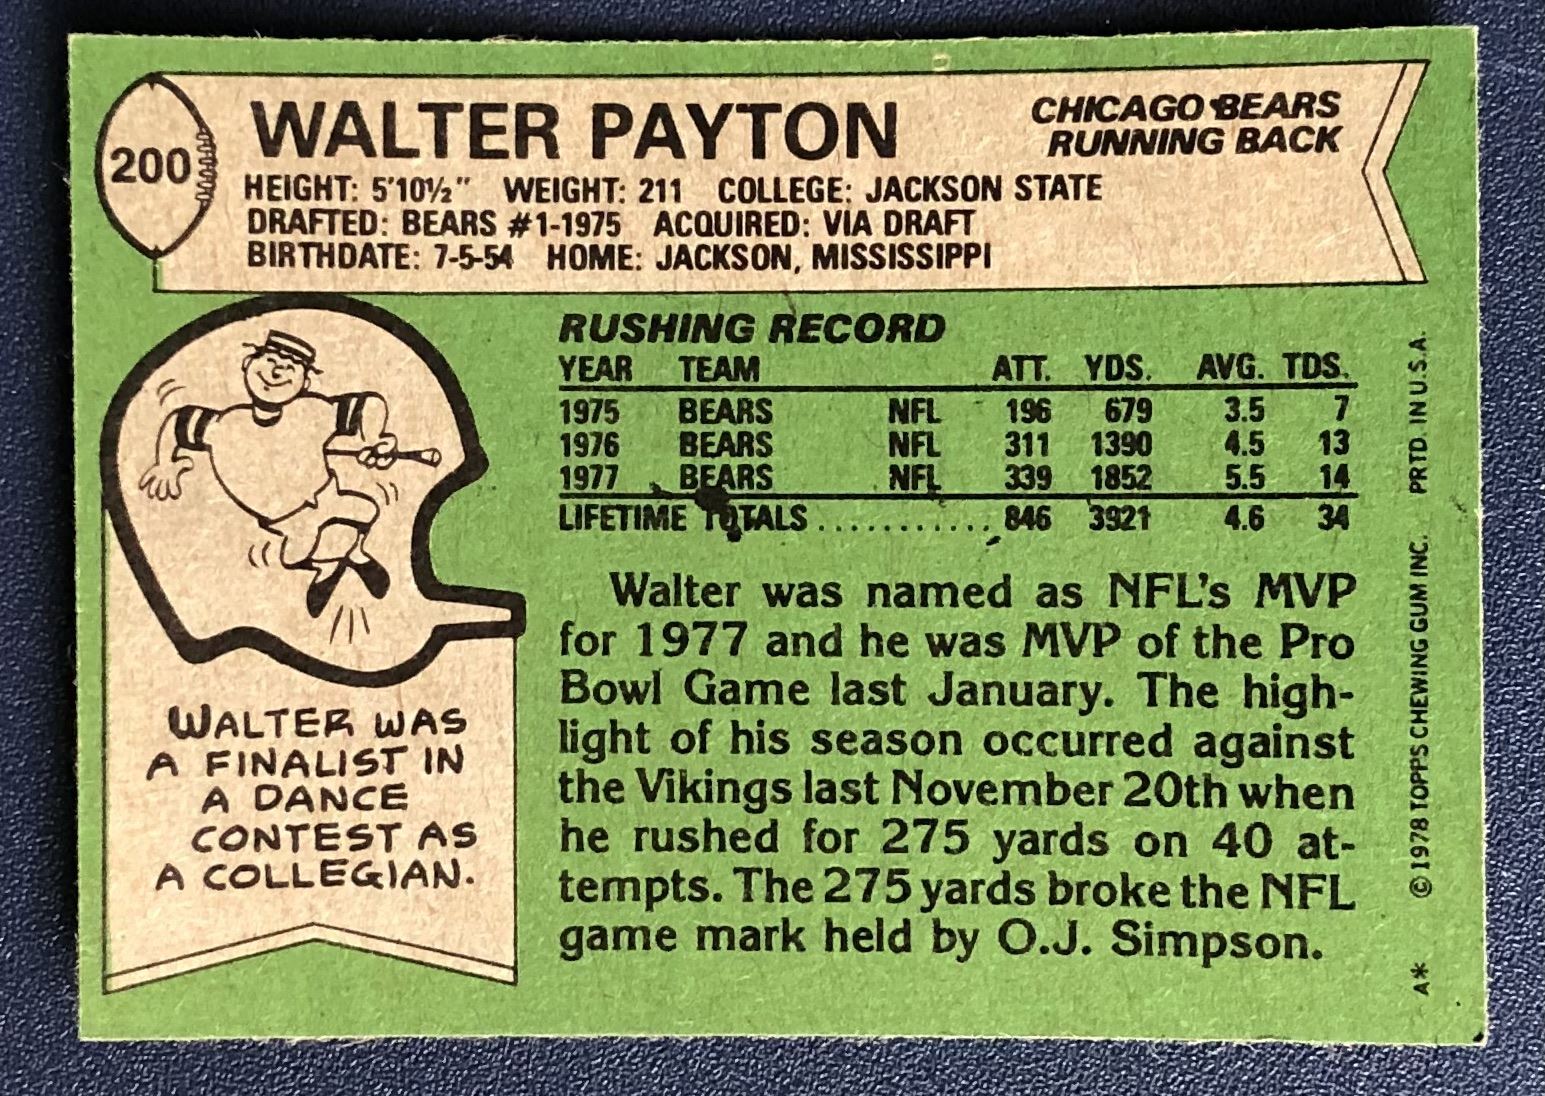 200
WALTER PAYTON
CHICAGO BEARS
RUNNING BACK
HEIGHT: 5'10½" WEIGHT: 211 COLLEGE: JACKSON STATE
DRAFTED: BEARS #1-1975 ACQUIRED: VIA DRAFT
BIRTHDATE: 7-5-54 HOME: JACKSON, MISSISSIPPI
WALTER WAS
A FINALIST IN
A DANCE
CONTEST AS
A COLLEGIAN.
RUSHING RECORD
YEAR TEAM ATT. YDS. AVG. TDS.
1975 BEARS NFL 196 679 3.5 7
1976 BEARS NFL 311 1390 4.5 13
1977 BEARS NFL 339 1852 5.5 14
LIFETIME TOTALS............ 846 3921 4.6 34
Walter was named as NFL's MVP
for 1977 and he was MVP of the Pro
Bowl Game last January. The high-
light of his season occurred against
the Vikings last November 20th when
he rushed for 275 yards on 40 at-
tempts. The 275 yards broke the NFL
game mark held by O.J. Simpson.
A* © 1978 TOPPS CHEWING GUM INC. PRTD. IN U.S.A.